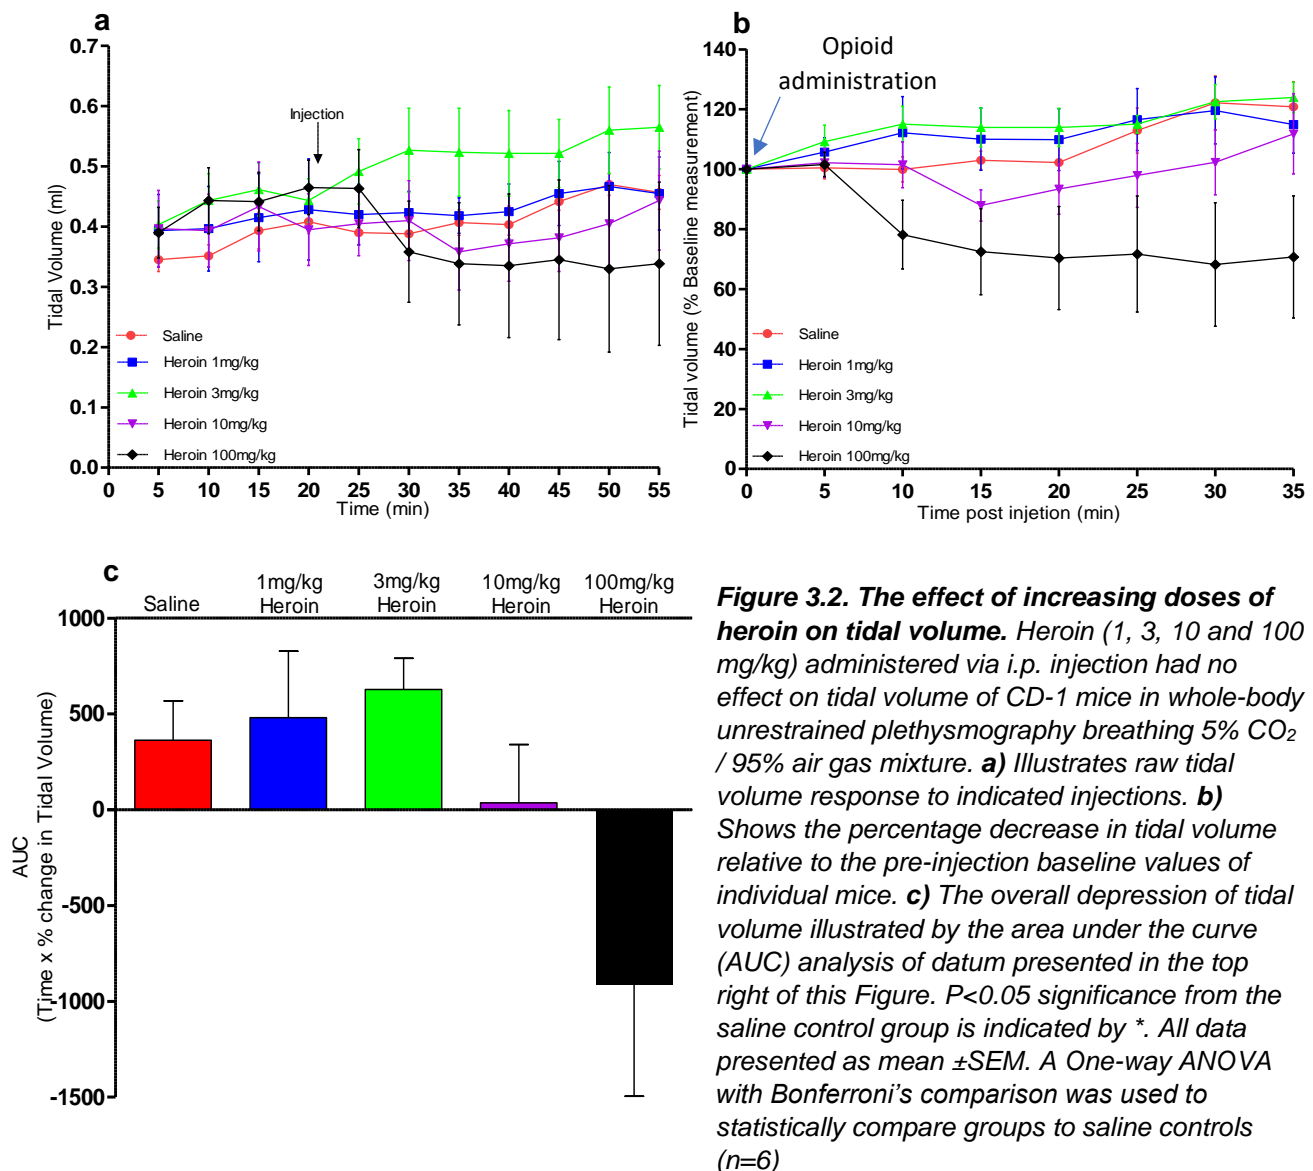 a
0.7
0.6
0.5
0.4
0.3
0.2
0.1
0.0
Tidal Volume (ml)
Injection
Saline
Heroin 1mg/kg
Heroin 3mg/kg
Heroin 10mg/kg
Heroin 100mg/kg
0 5 10 15 20 25 30 35 40 45 50 55
Time (min)
b
Opioid
administration
140
120
100
80
60
40
20
0
Tidal volume (% Baseline measurement)
Saline
Heroin 1mg/kg
Heroin 3mg/kg
Heroin 10mg/kg
Heroin 100mg/kg
0 5 10 15 20 25 30 35
Time post injetion (min)
c
Saline
1mg/kg
Heroin
3mg/kg
Heroin
10mg/kg
Heroin
100mg/kg
Heroin
1000
500
0
-500
-1000
-1500
AUC
(Time x % change in Tidal Volume)
Figure 3.2. The effect of increasing doses of
heroin on tidal volume. Heroin (1, 3, 10 and 100
mg/kg) administered via i.p. injection had no
effect on tidal volume of CD-1 mice in whole-body
unrestrained plethysmography breathing 5% CO₂
/ 95% air gas mixture. a) Illustrates raw tidal
volume response to indicated injections. b)
Shows the percentage decrease in tidal volume
relative to the pre-injection baseline values of
individual mice. c) The overall depression of tidal
volume illustrated by the area under the curve
(AUC) analysis of datum presented in the top
right of this Figure. P<0.05 significance from the
saline control group is indicated by *. All data
presented as mean ±SEM. A One-way ANOVA
with Bonferroni’s comparison was used to
statistically compare groups to saline controls
(n=6)